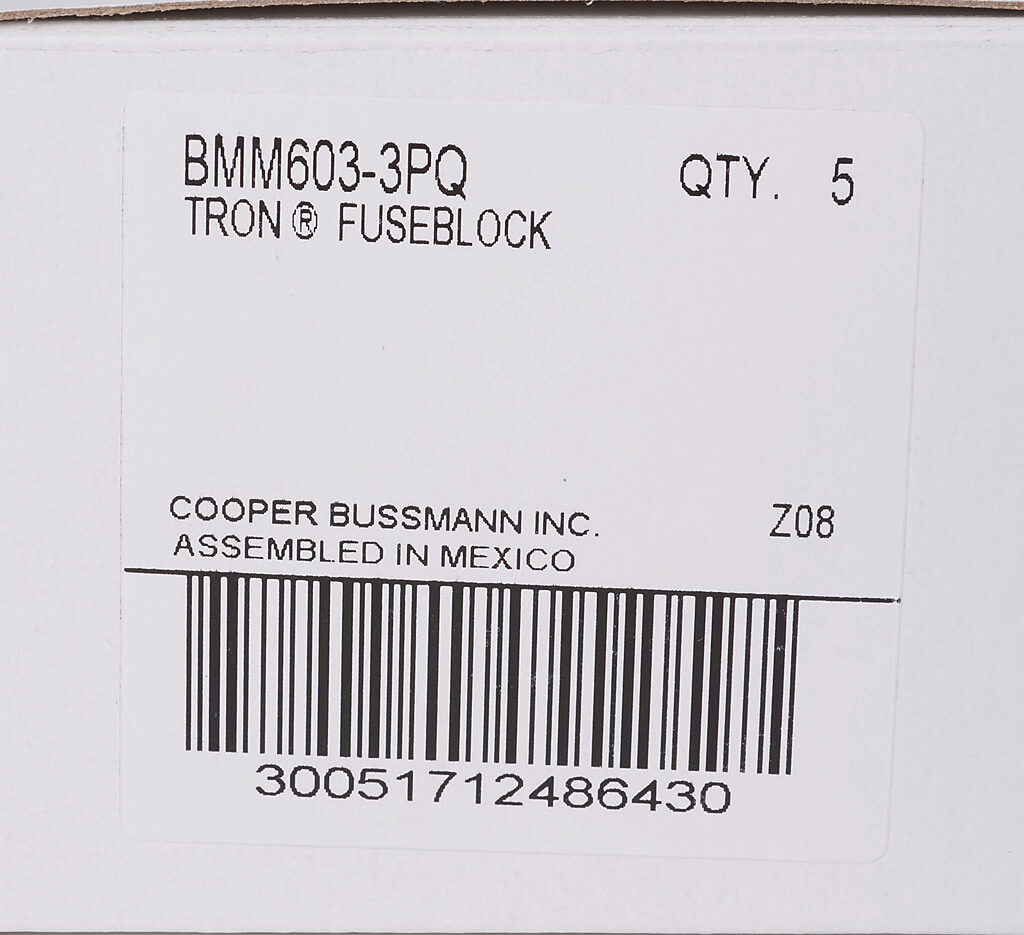 BMM603-3PQ QTY. 5
TRON ® FUSEBLOCK
COOPER BUSSMANN INC. Z08
ASSEMBLED IN MEXICO
30051712486430